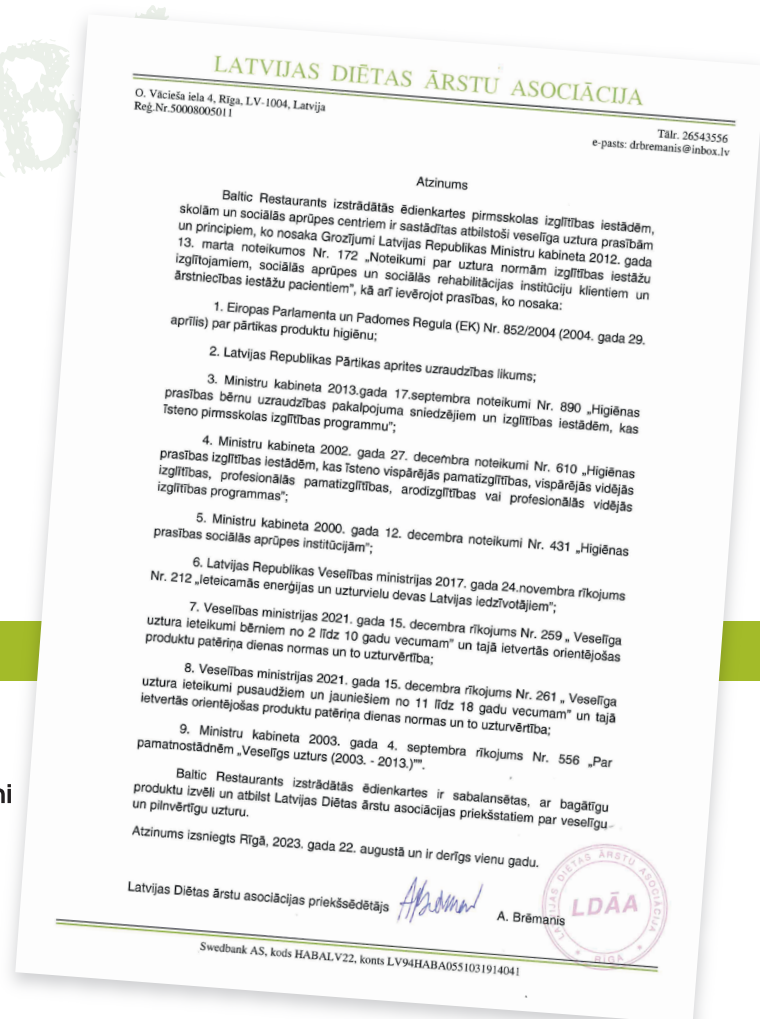 LATVIJAS DIĒTAS ĀRSTU ASOCIĀCIJA
O. Vācieša iela 4, Rīga, LV-1004, Latvija
Reģ.Nr.50008005011
Tālr. 26543556
e-pasts: drbremanis@inbox.lv
Atzinums
Baltic Restaurants izstrādātās ēdienkartes pirmsskolas izglītības iestādēm,
skolām un sociālās aprūpes centriem ir sastādītas atbilstoši veselīga uztura prasībām
un principiem, ko nosaka Grozījumi Latvijas Republikas Ministru kabineta 2012. gada
13. marta noteikumos Nr. 172 „Noteikumi par uztura normām izglītības iestāžu
izglītojamiem, sociālās aprūpes un sociālās rehabilitācijas institūciju klientiem un
ārstniecības iestāžu pacientiem", kā arī ievērojot prasības, ko nosaka:
1. Eiropas Parlamenta un Padomes Regula (EK) Nr. 852/2004 (2004. gada 29.
aprīlis) par pārtikas produktu higiēnu;
2. Latvijas Republikas Pārtikas aprites uzraudzības likums;
3. Ministru kabineta 2013.gada 17.septembra noteikumi Nr. 890 „Higiēnas
prasības bērnu uzraudzības pakalpojuma sniedzējiem un izglītības iestādēm, kas
īsteno pirmsskolas izglītības programmu";
4. Ministru kabineta 2002. gada 27. decembra noteikumi Nr. 610 „Higiēnas
prasības izglītības iestādēm, kas īsteno vispārējās pamatizglītības, vispārējās vidējās
izglītības, profesionālās pamatizglītības, arodizglītības vai profesionālās vidējās
izglītības programmas";
5. Ministru kabineta 2000. gada 12. decembra noteikumi Nr. 431 „Higiēnas
prasības sociālās aprūpes institūcijām";
6. Latvijas Republikas Veselības ministrijas 2017. gada 24.novembra rīkojums
Nr. 212 „Ieteicamās enerģijas un uzturvielu devas Latvijas iedzīvotājiem";
7. Veselības ministrijas 2021. gada 15. decembra rīkojums Nr. 259 „ Veselīga
uztura ieteikumi bērniem no 2 līdz 10 gadu vecumam" un tajā ietvertās orientējošas
produktu patēriņa dienas normas un to uzturvērtība;
8. Veselības ministrijas 2021. gada 15. decembra rīkojums Nr. 261 „ Veselīga
uztura ieteikumi pusaudžiem un jauniešiem no 11 līdz 18 gadu vecumam" un tajā
ietvertās orientējošas produktu patēriņa dienas normas un to uzturvērtība;
9. Ministru kabineta 2003. gada 4. septembra rīkojums Nr. 556 „Par
pamatnostādnēm „Veselīgs uzturs (2003. - 2013.)"".
Baltic Restaurants izstrādātās ēdienkartes ir sabalansētas, ar bagātīgu
produktu izvēli un atbilst Latvijas Diētas ārstu asociācijas priekšstatiem par veselīgu
un pilnvērtīgu uzturu.
Atzinums izsniegts Rīgā, 2023. gada 22. augustā un ir derīgs vienu gadu.
Latvijas Diētas ārstu asociācijas priekšsēdētājs A. Brēmanis
LATVIJAS DIĒTAS ĀRSTU ASOCIĀCIJA
LDĀA
RĪGA
Swedbank AS, kods HABALV22, konts LV94HABA0551031914041